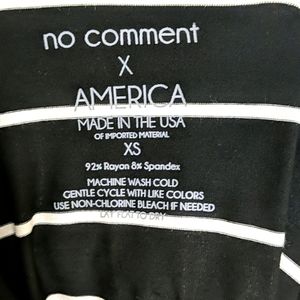 no comment
X
AMERICA
MADE IN THE USA
OF IMPORTED MATERIAL
XS
92% Rayon 8% Spandex
MACHINE WASH COLD
GENTLE CYCLE WITH LIKE COLORS
USE NON-CHLORINE BLEACH IF NEEDED
LAY FLAT TO DRY